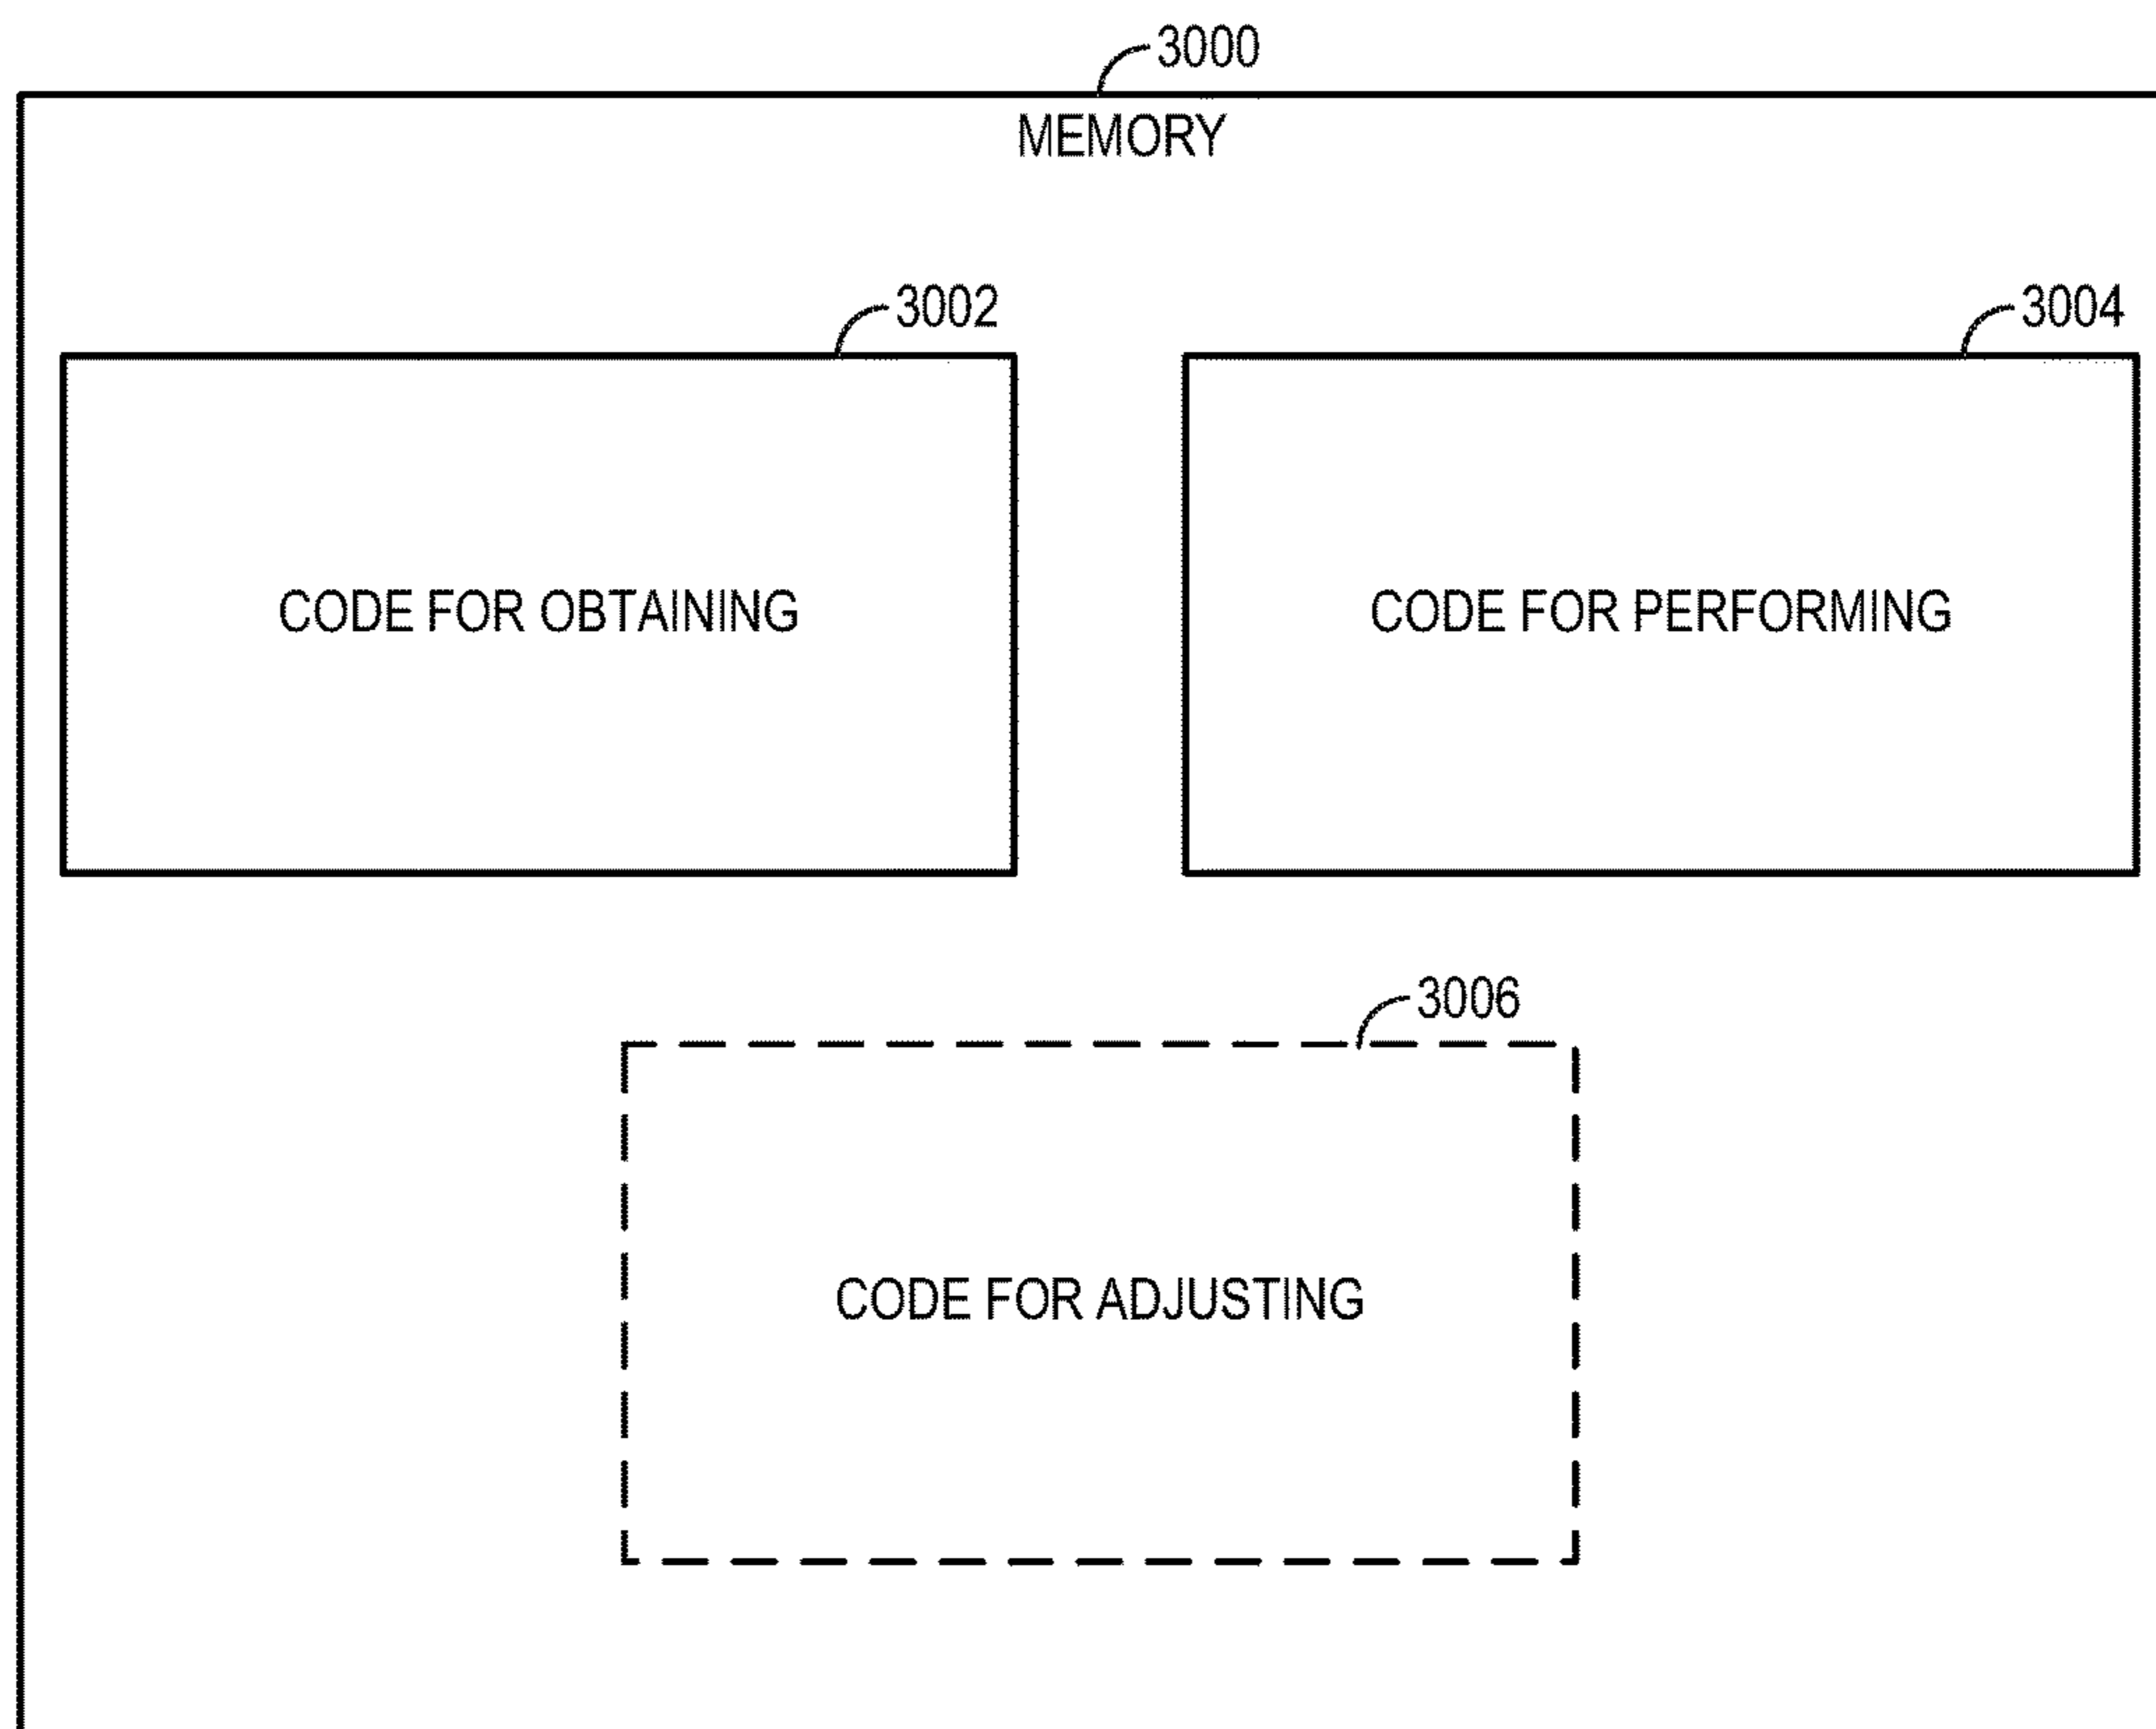 3000
MEMORY
3002
3004
CODE FOR OBTAINING
CODE FOR PERFORMING
3006
CODE FOR ADJUSTING